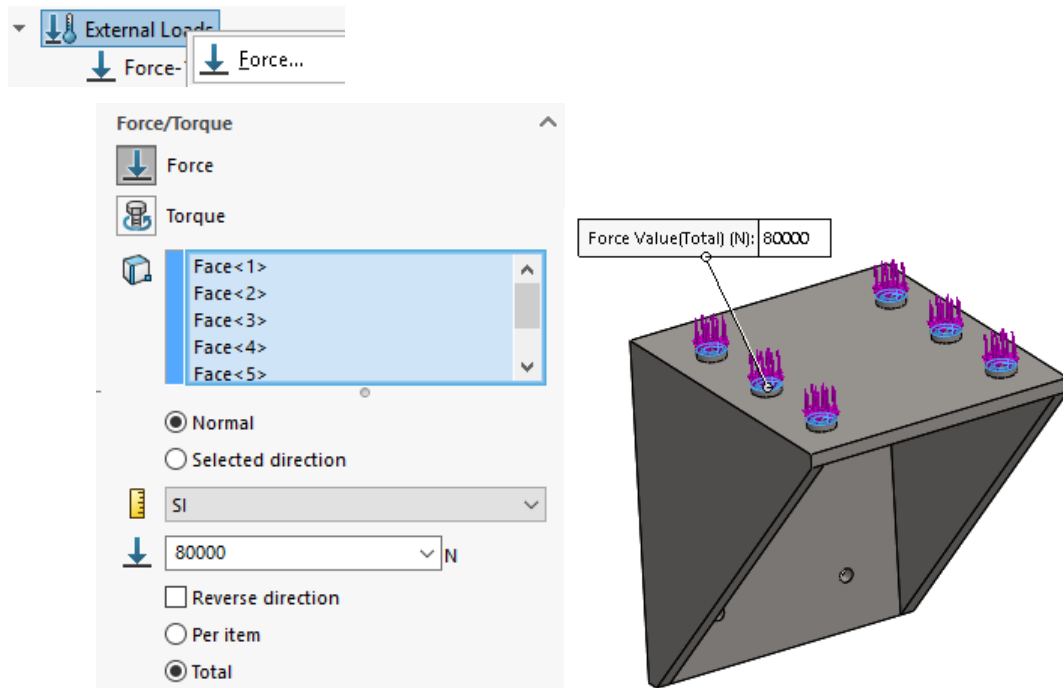 External Loads
Force-1
Force...
Force/Torque
Force
Torque
Face<1>
Face<2>
Face<3>
Face<4>
Face<5>
Normal
Selected direction
SI
80000 N
Reverse direction
Per item
Total
Force Value(Total) (N): 80000